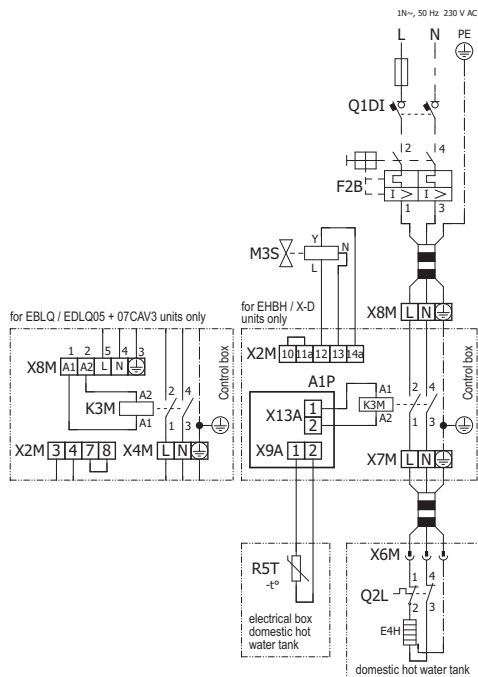 1N~, 50 Hz 230 V AC
L N PE
Q1DI
2 4
F2B
I > I >
1 3
M3S
Y
N
L
for EBLQ / EDLQ05 + 07CAV3 units only
for EHBH / X-D
units only
X8M L N
1 2 5 4 3
X8M A1 A2 L N
Control box
X2M 10 11a 12 13 14a
Control box
A2
K3M
A1
2 4
1 3
A1P
X13A 1
2
A1
K3M
A2
2 4
1 3
X2M 3 4 7 8
X4M L N
X9A 1 2
X7M L N
X6M
R5T
-t°
electrical box
domestic hot
water tank
1 4
Q2L
2 3
E4H
domestic hot
water tank